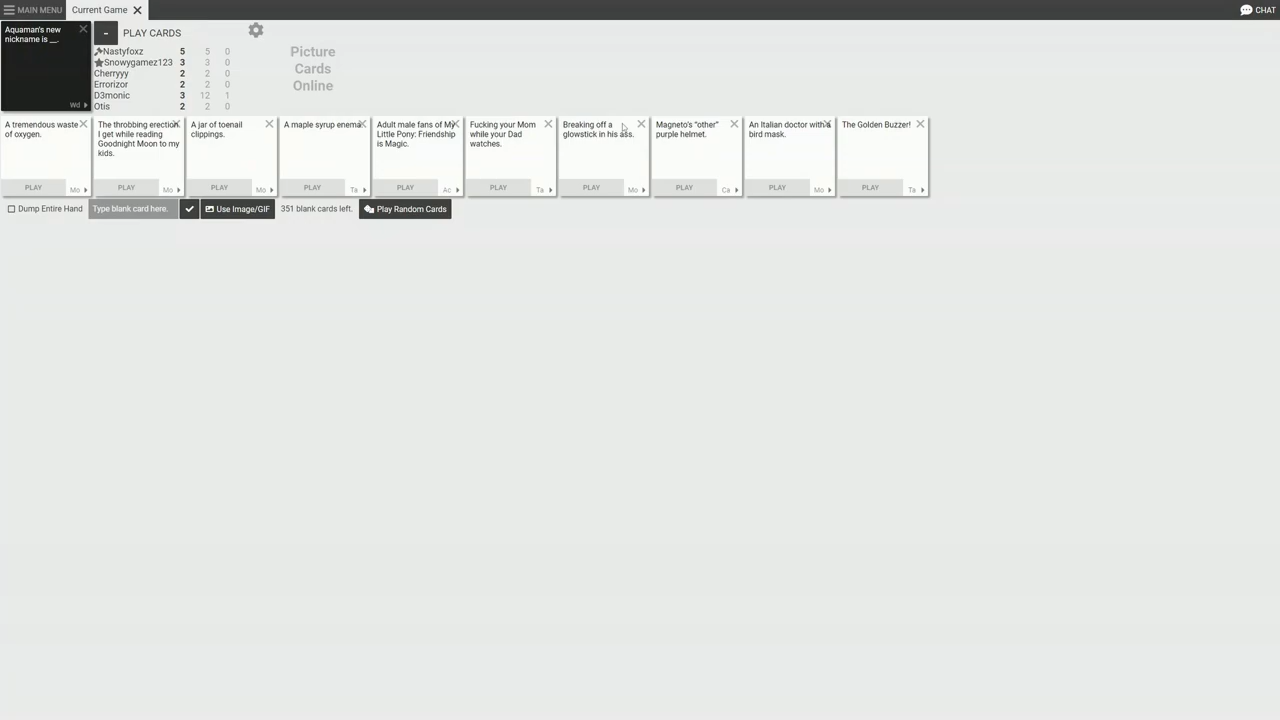 MAIN MENU
Current Game
CHAT
Aquaman's new
nickname is __.
Wd
-
PLAY CARDS
Nastyfoxz 5 5 0
Snowygamez123 3 3 0
Cherryyy 2 2 0
Errorizor 2 2 0
D3monic 3 12 1
Otis 2 2 0
Picture
Cards
Online
A tremendous waste
of oxygen.
PLAY
Mo
The throbbing erection
I get while reading
Goodnight Moon to my
kids.
PLAY
Mo
A jar of toenail
clippings.
PLAY
Mo
A maple syrup enema.
PLAY
Ta
Adult male fans of My
Little Pony: Friendship
is Magic.
PLAY
Ac
Fucking your Mom
while your Dad
watches.
PLAY
Ta
Breaking off a
glowstick in his ass.
PLAY
Mo
Magneto's "other"
purple helmet.
PLAY
Ca
An Italian doctor with a
bird mask.
PLAY
Mo
The Golden Buzzer!
PLAY
Ta
Dump Entire Hand
Type blank card here.
Use Image/GIF
351 blank cards left.
Play Random Cards